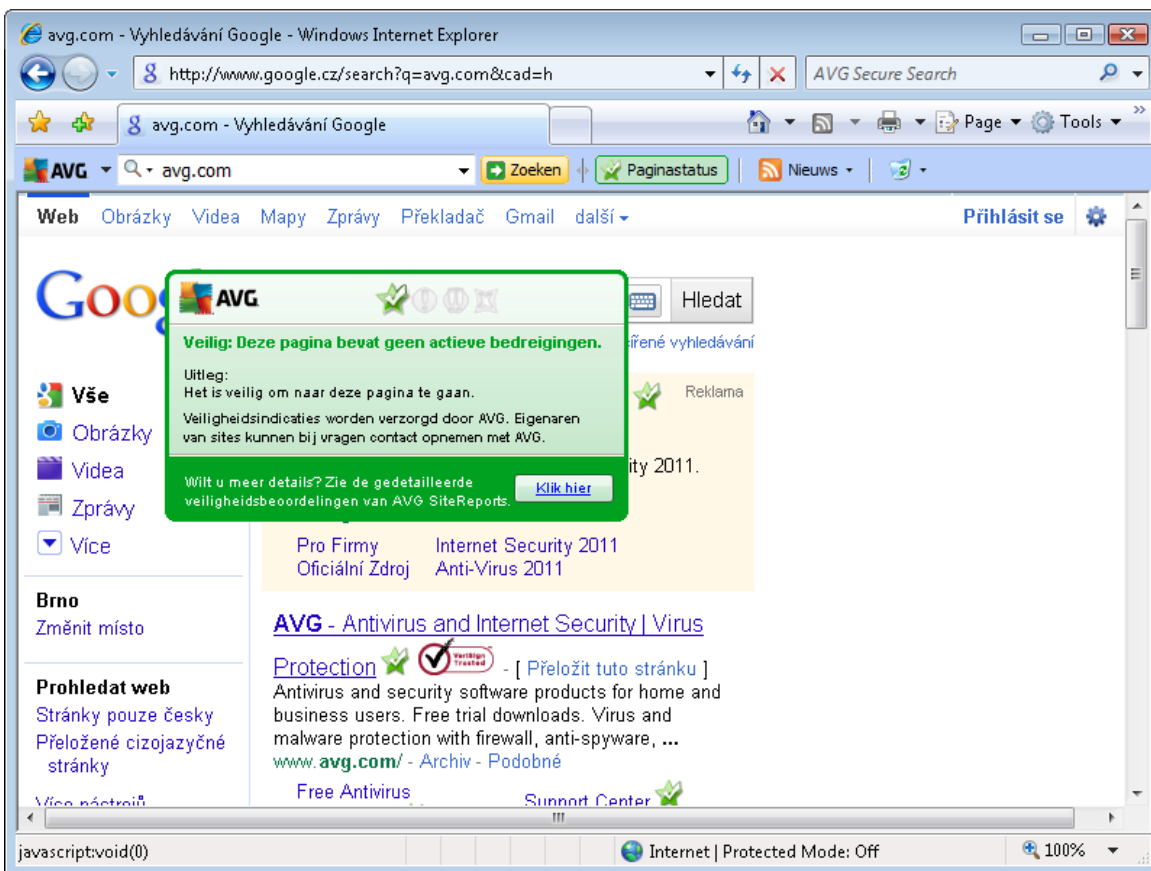 avg.com - Vyhledávání Google - Windows Internet Explorer
http://www.google.cz/search?q=avg.com&cad=h
AVG Secure Search
avg.com - Vyhledávání Google
Page
Tools
AVG
avg.com
Zoeken
Paginastatus
Nieuws
Web Obrázky Videa Mapy Zprávy Překladač Gmail další
Přihlásit se
Hledat
AVG
Veilig: Deze pagina bevat geen actieve bedreigingen.
Uitleg:
Het is veilig om naar deze pagina te gaan.
Veiligheidsindicaties worden verzorgd door AVG. Eigenaren
van sites kunnen bij vragen contact opnemen met AVG.
Wilt u meer details? Zie de gedetailleerde
veiligheidsbeoordelingen van AVG SiteReports.
Klik hier
vyhledávání
Reklama
ity 2011.
Pro Firmy Internet Security 2011
Oficiální Zdroj Anti-Virus 2011
Vše
Obrázky
Videa
Zprávy
Více
Brno
Změnit místo
Prohledat web
Stránky pouze česky
Přeložené cizojazyčné
stránky
Více nástrojů
AVG - Antivirus and Internet Security | Virus
Protection VeriSign Trusted - [ Přeložit tuto stránku ]
Antivirus and security software products for home and
business users. Free trial downloads. Virus and
malware protection with firewall, anti-spyware, ...
www.avg.com/ - Archiv - Podobné
Free Antivirus
Support Center
javascript:void(0)
Internet | Protected Mode: Off
100%